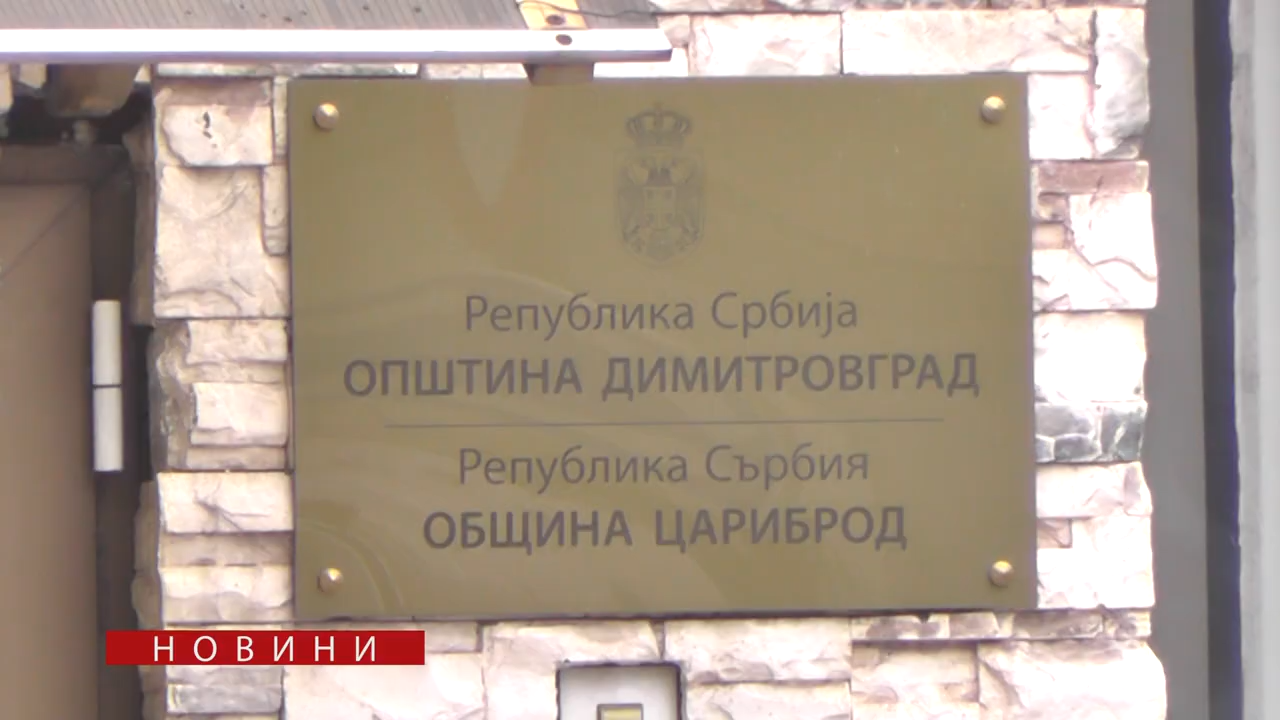 Република Србија
ОПШТИНА ДИМИТРОВГРАД
Република Сърбия
ОБЩИНА ЦАРИБРОД
НОВИНИ